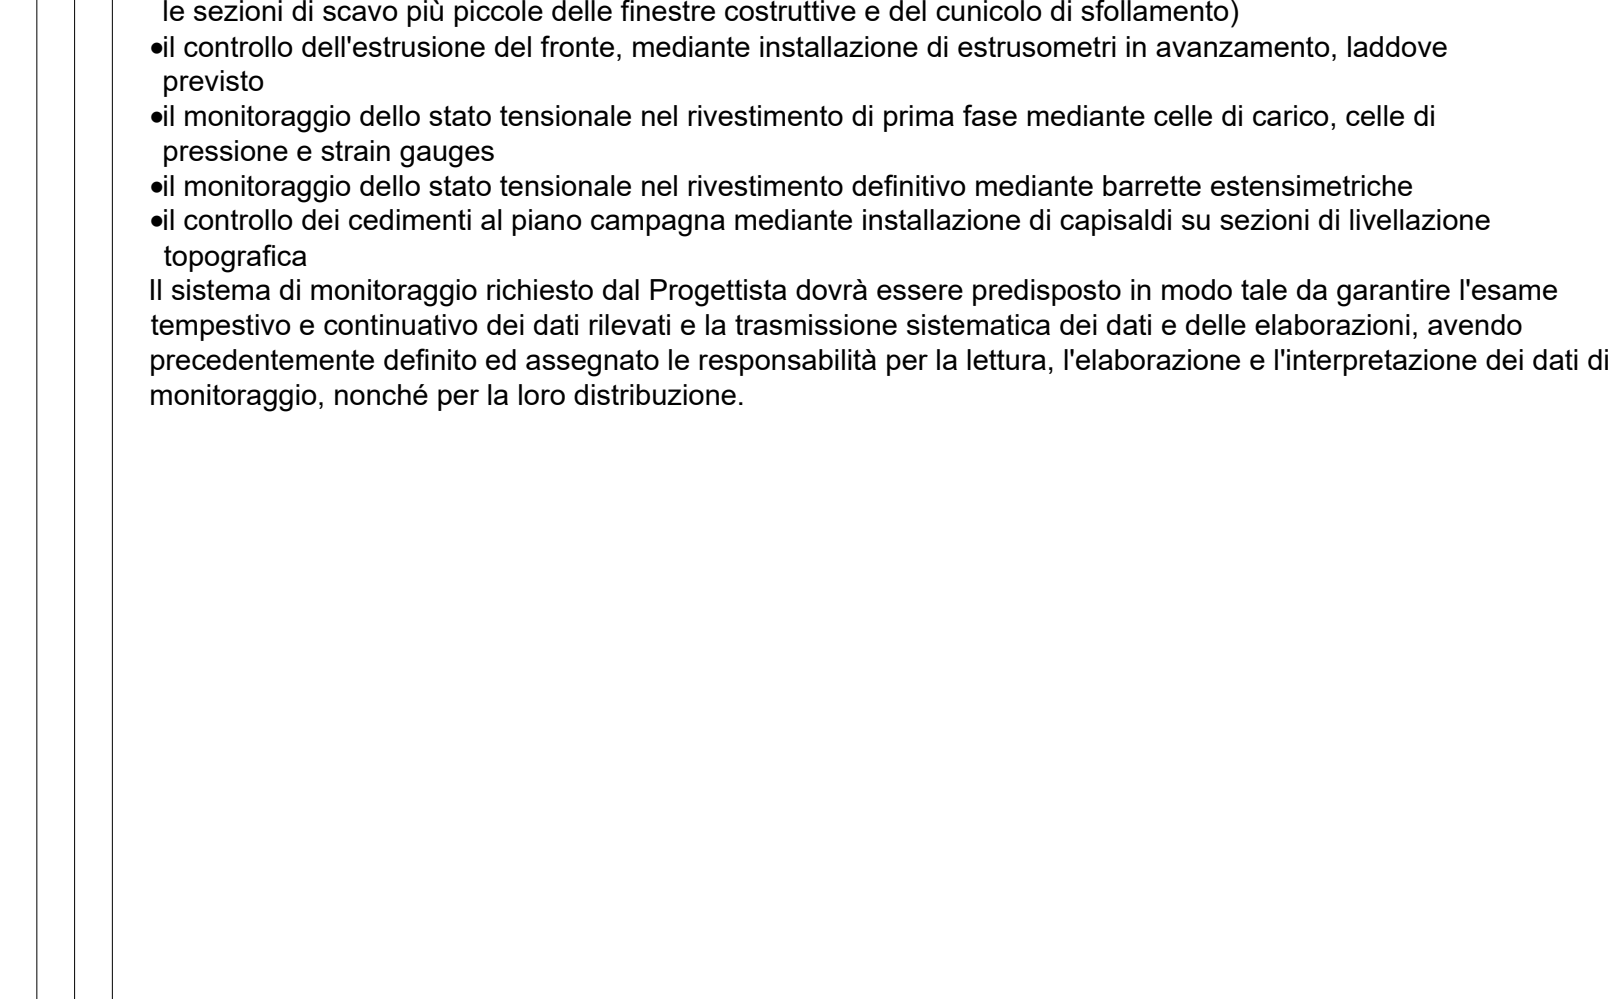 le sezioni di scavo più piccole delle finestre costruttive e del cunicolo di sfollamento)
•il controllo dell'estrusione del fronte, mediante installazione di estrusometri in avanzamento, laddove
previsto
•il monitoraggio dello stato tensionale nel rivestimento di prima fase mediante celle di carico, celle di
pressione e strain gauges
•il monitoraggio dello stato tensionale nel rivestimento definitivo mediante barrette estensimetriche
•il controllo dei cedimenti al piano campagna mediante installazione di capisaldi su sezioni di livellazione
topografica
Il sistema di monitoraggio richiesto dal Progettista dovrà essere predisposto in modo tale da garantire l'esame
tempestivo e continuativo dei dati rilevati e la trasmissione sistematica dei dati e delle elaborazioni, avendo
precedentemente definito ed assegnato le responsabilità per la lettura, l'elaborazione e l'interpretazione dei dati di
monitoraggio, nonché per la loro distribuzione.